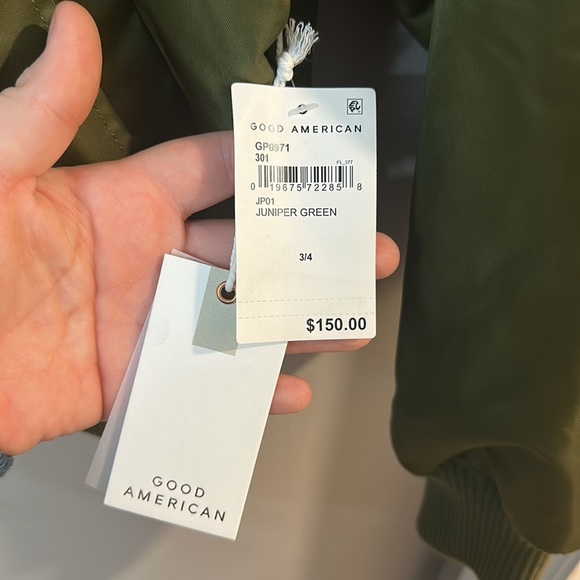 GOOD AMERICAN
GP0971
301
FL_377
0 19675 72285 8
JP01
JUNIPER GREEN
3/4
$150.00
GOOD
AMERICAN